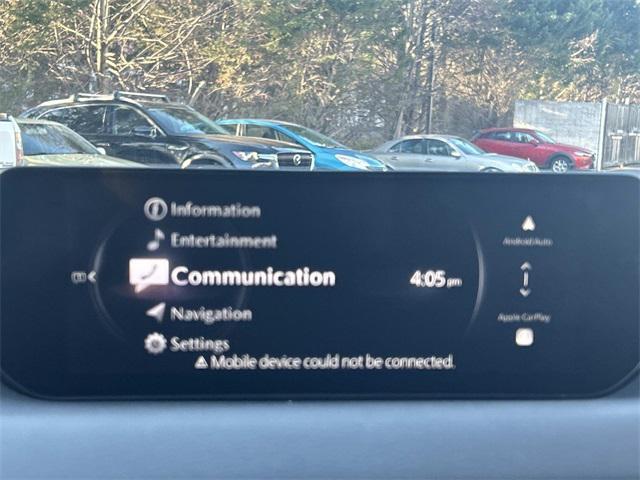 Information
Entertainment
Communication
4:05 pm
Navigation
Settings
Mobile device could not be connected.
Android Auto
Apple CarPlay